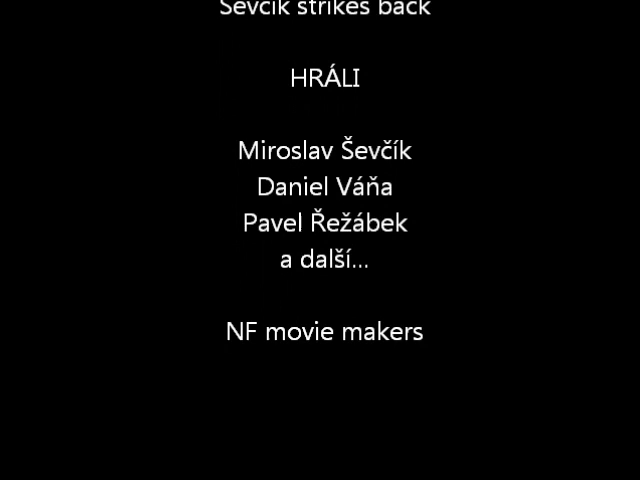 Ševčík strikes back
HRÁLI
Miroslav Ševčík
Daniel Váňa
Pavel Řežábek
a další...
NF movie makers